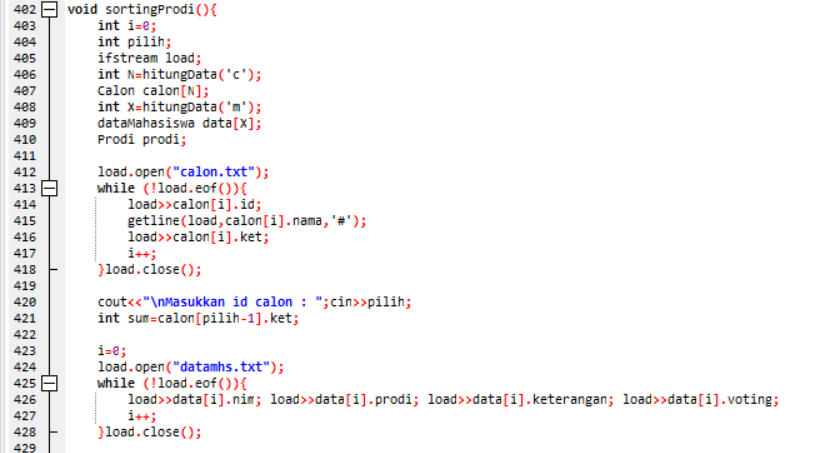 402 void sortingProdi(){
403 int i=0;
404 int pilih;
405 ifstream load;
406 int N=hitungData('c');
407 Calon calon[N];
408 int X=hitungData('m');
409 dataMahasiswa data[X];
410 Prodi prodi;
411
412 load.open("calon.txt");
413 while (!load.eof()){
414 load>>calon[i].id;
415 getline(load,calon[i].nama,'#');
416 load>>calon[i].ket;
417 i++;
418 }load.close();
419
420 cout<<"\nMasukkan id calon : ";cin>>pilih;
421 int sum=calon[pilih-1].ket;
422
423 i=0;
424 load.open("datamhs.txt");
425 while (!load.eof()){
426 load>>data[i].nim; load>>data[i].prodi; load>>data[i].keterangan; load>>data[i].voting;
427 i++;
428 }load.close();
429